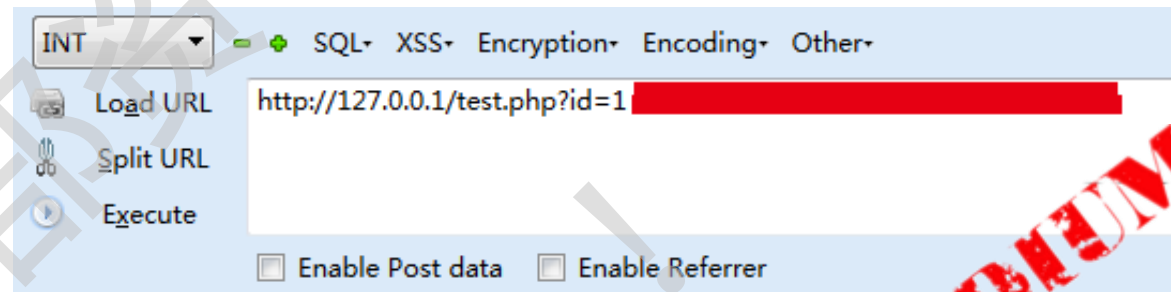 INT SQL XSS Encryption Encoding Other
Load URL http://127.0.0.1/test.php?id=1
Split URL
Execute
Enable Post data Enable Referrer